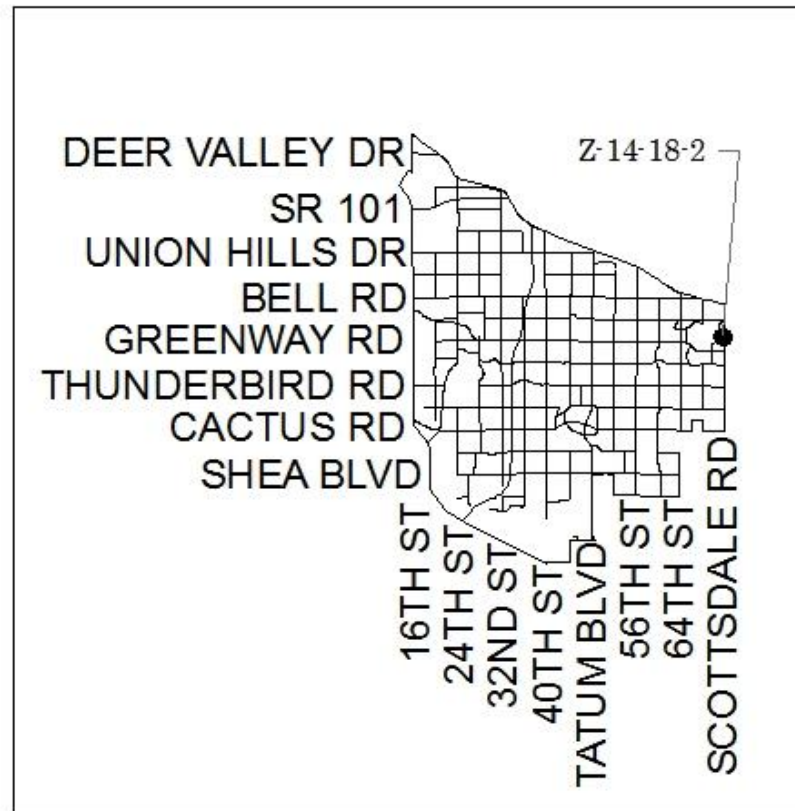 DEER VALLEY DR
Z-14-18-2
SR 101
UNION HILLS DR
BELL RD
GREENWAY RD
THUNDERBIRD RD
CACTUS RD
SHEA BLVD
16TH ST
24TH ST
32ND ST
40TH ST
TATUM BLVD
56TH ST
64TH ST
SCOTTSDALE RD